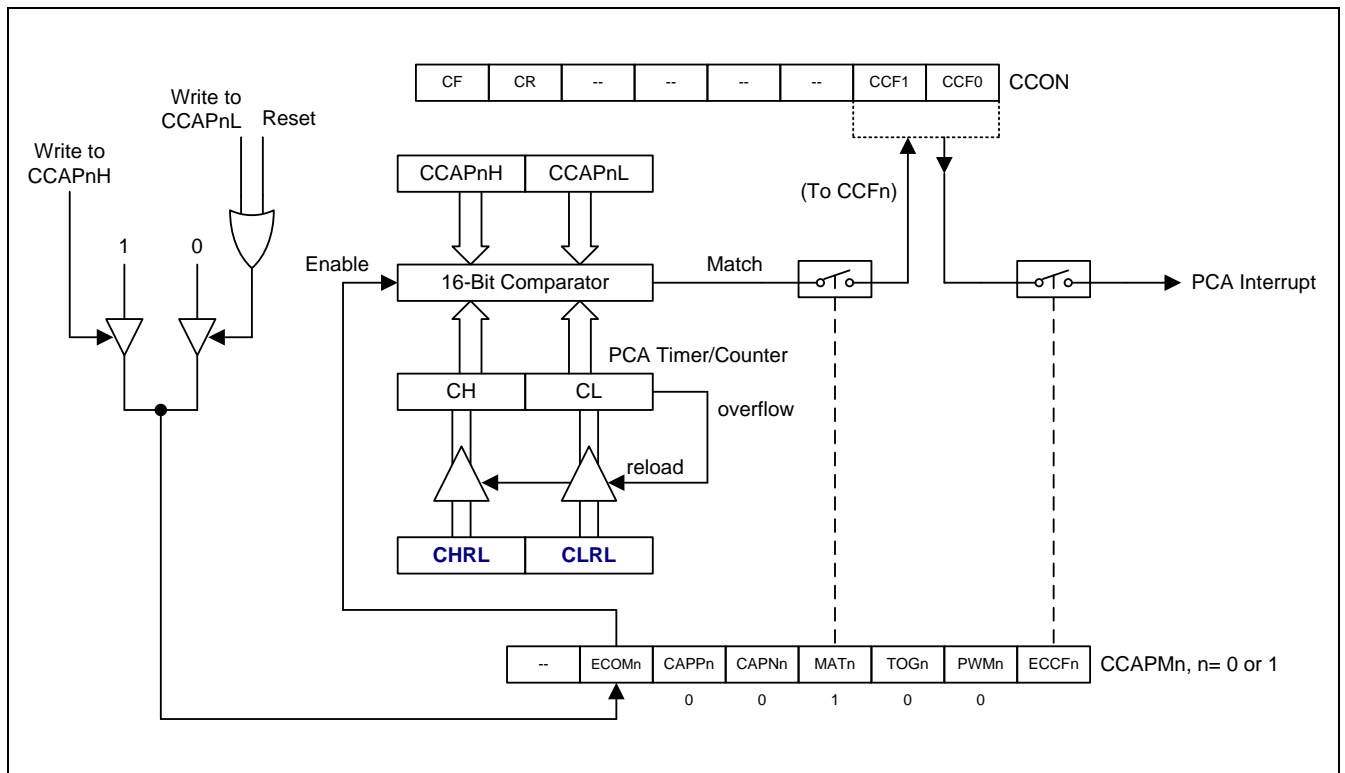 CF CR -- -- -- -- CCF1 CCF0 CCON
Write to
CCAPnL
Reset
Write to
CCAPnH
CCAPnH CCAPnL
(To CCFn)
1 0
Enable
16-Bit Comparator
Match
PCA Interrupt
PCA Timer/Counter
CH CL
overflow
reload
CHRL CLRL
-- ECOMn CAPPn CAPNn MATn TOGn PWMn ECCFn CCAPMn, n= 0 or 1
0 0 1 0 0